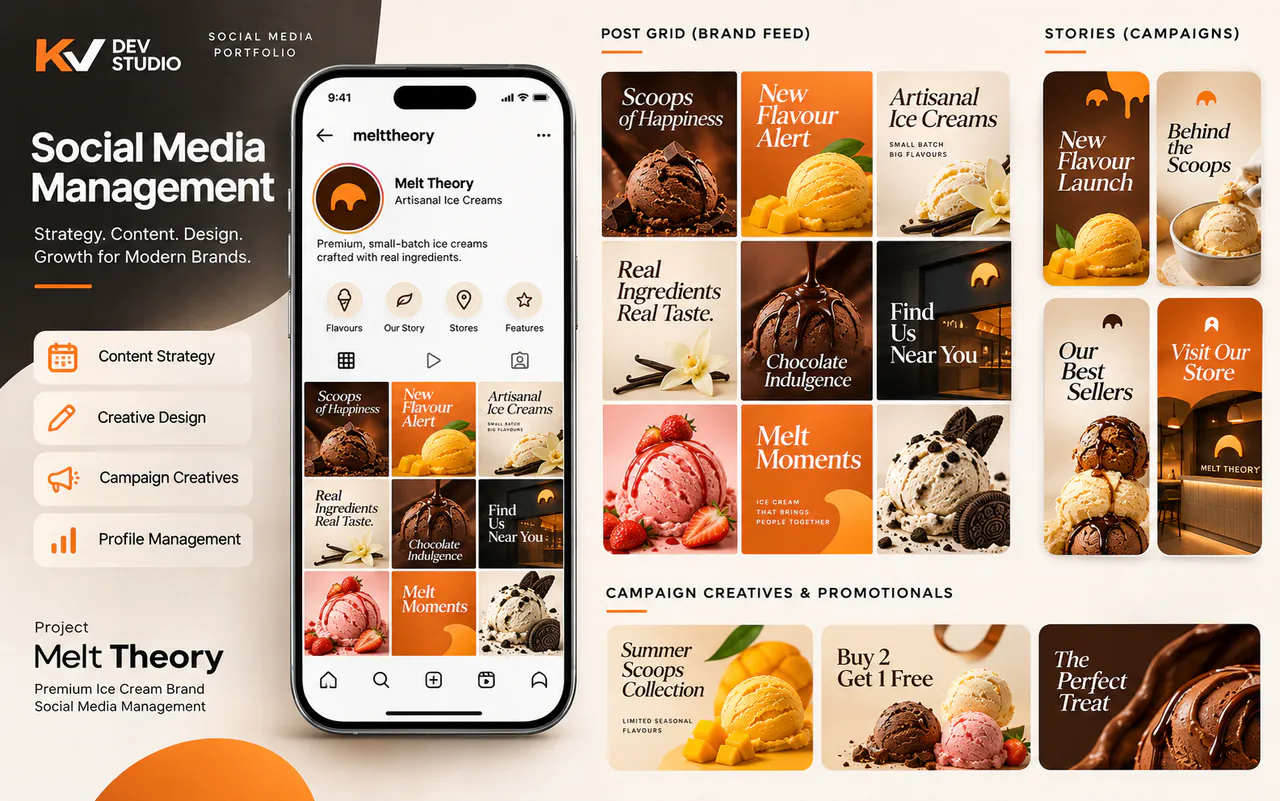 KV DEV
STUDIO
SOCIAL MEDIA
PORTFOLIO
Social Media
Management
Strategy. Content. Design.
Growth for Modern Brands.
Content Strategy
Creative Design
Campaign Creatives
Profile Management
Project
Melt Theory
Premium Ice Cream Brand
Social Media Management
9:41
melttheory
Melt Theory
Artisanal Ice Creams
Premium, small-batch ice creams
crafted with real ingredients.
Flavours
Our Story
Stores
Features
Scoops
of Happiness
New
Flavour
Alert
Artisanal
Ice Creams
SMALL BATCH
BIG FLAVOURS
Real
Ingredients
Real Taste.
Chocolate
Indulgence
Find
Us
Near You
Melt
Moments
POST GRID (BRAND FEED)
Scoops
of Happiness
New
Flavour
Alert
Artisanal
Ice Creams
SMALL BATCH
BIG FLAVOURS
Real
Ingredients
Real Taste.
Chocolate
Indulgence
Find
Us
Near You
Melt
Moments
ICE CREAM
THAT BRINGS
PEOPLE TOGETHER
STORIES (CAMPAIGNS)
New
Flavour
Launch
Behind
the
Scoops
Our
Best
Sellers
Visit Our
Store
MELT THEORY
CAMPAIGN CREATIVES & PROMOTIONALS
Summer
Scoops
Collection
LIMITED SEASONAL
FLAVOURS
Buy 2
Get 1 Free
The
Perfect
Treat